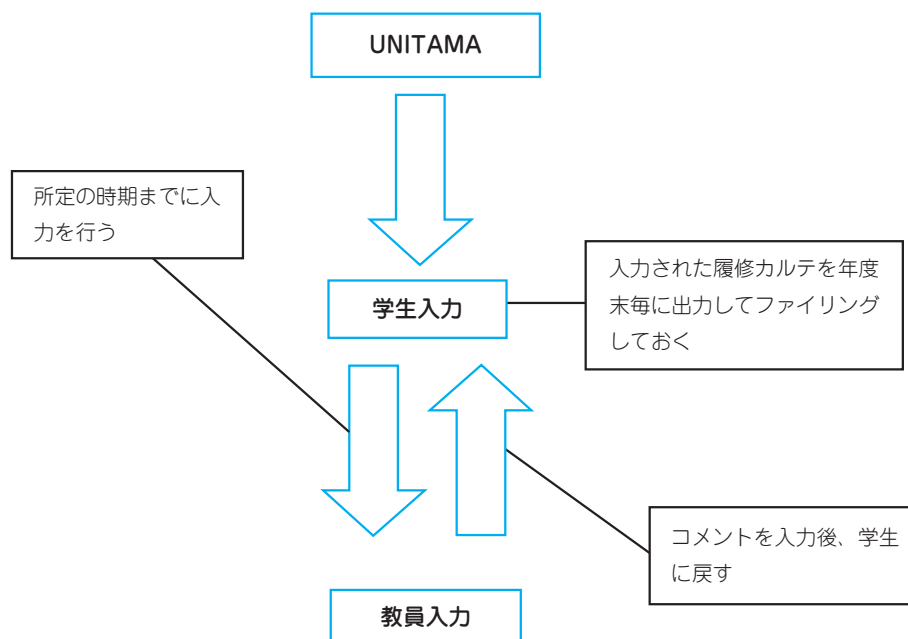 UNITAMA
所定の時期までに入
力を行う
入力された履修カルテを年度
末毎に出力してファイリング
しておく
学生入力
コメントを入力後、学生
に戻す
教員入力